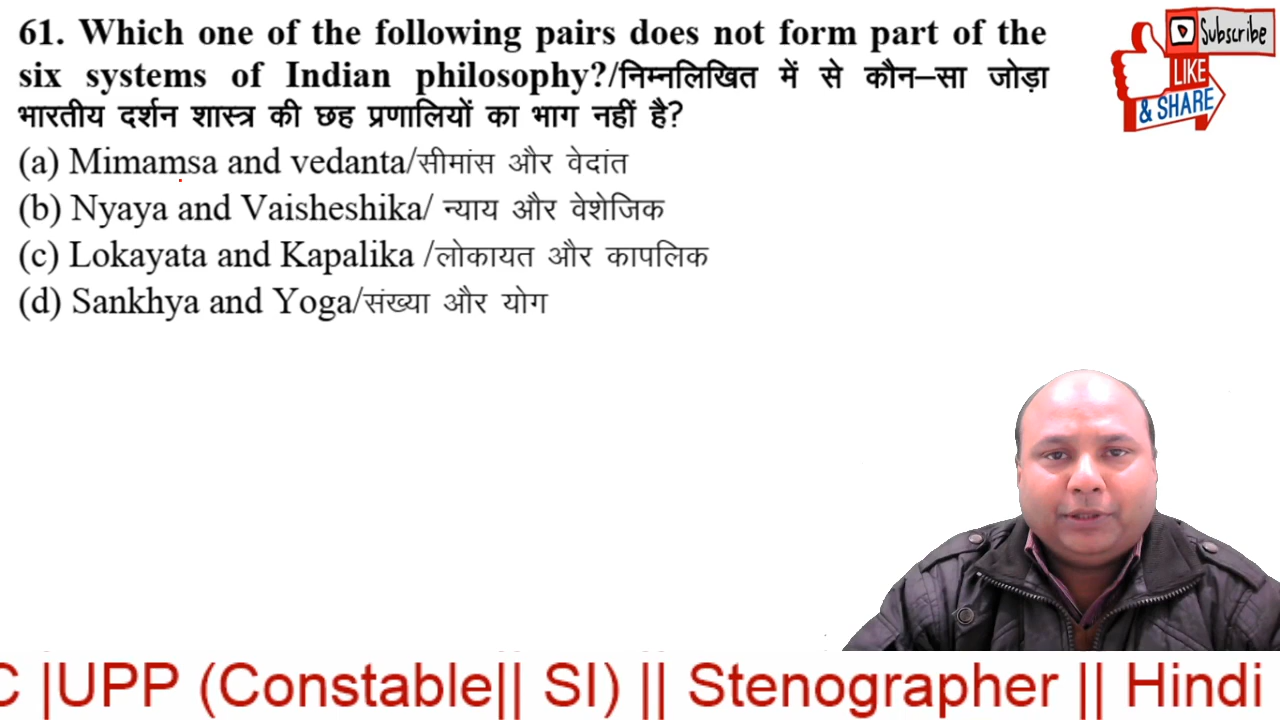 61. Which one of the following pairs does not form part of the
six systems of Indian philosophy?/निम्नलिखित में से कौन–सा जोड़ा
भारतीय दर्शन शास्त्र की छह प्रणालियों का भाग नहीं है?
(a) Mimamsa and vedanta/सीमांस और वेदांत
(b) Nyaya and Vaisheshika/ न्याय और वेशेजिक
(c) Lokayata and Kapalika /लोकायत और कापलिक
(d) Sankhya and Yoga/संख्या और योग
Subscribe
LIKE
& SHARE
C |UPP (Constable|| SI) || Stenographer || Hindi